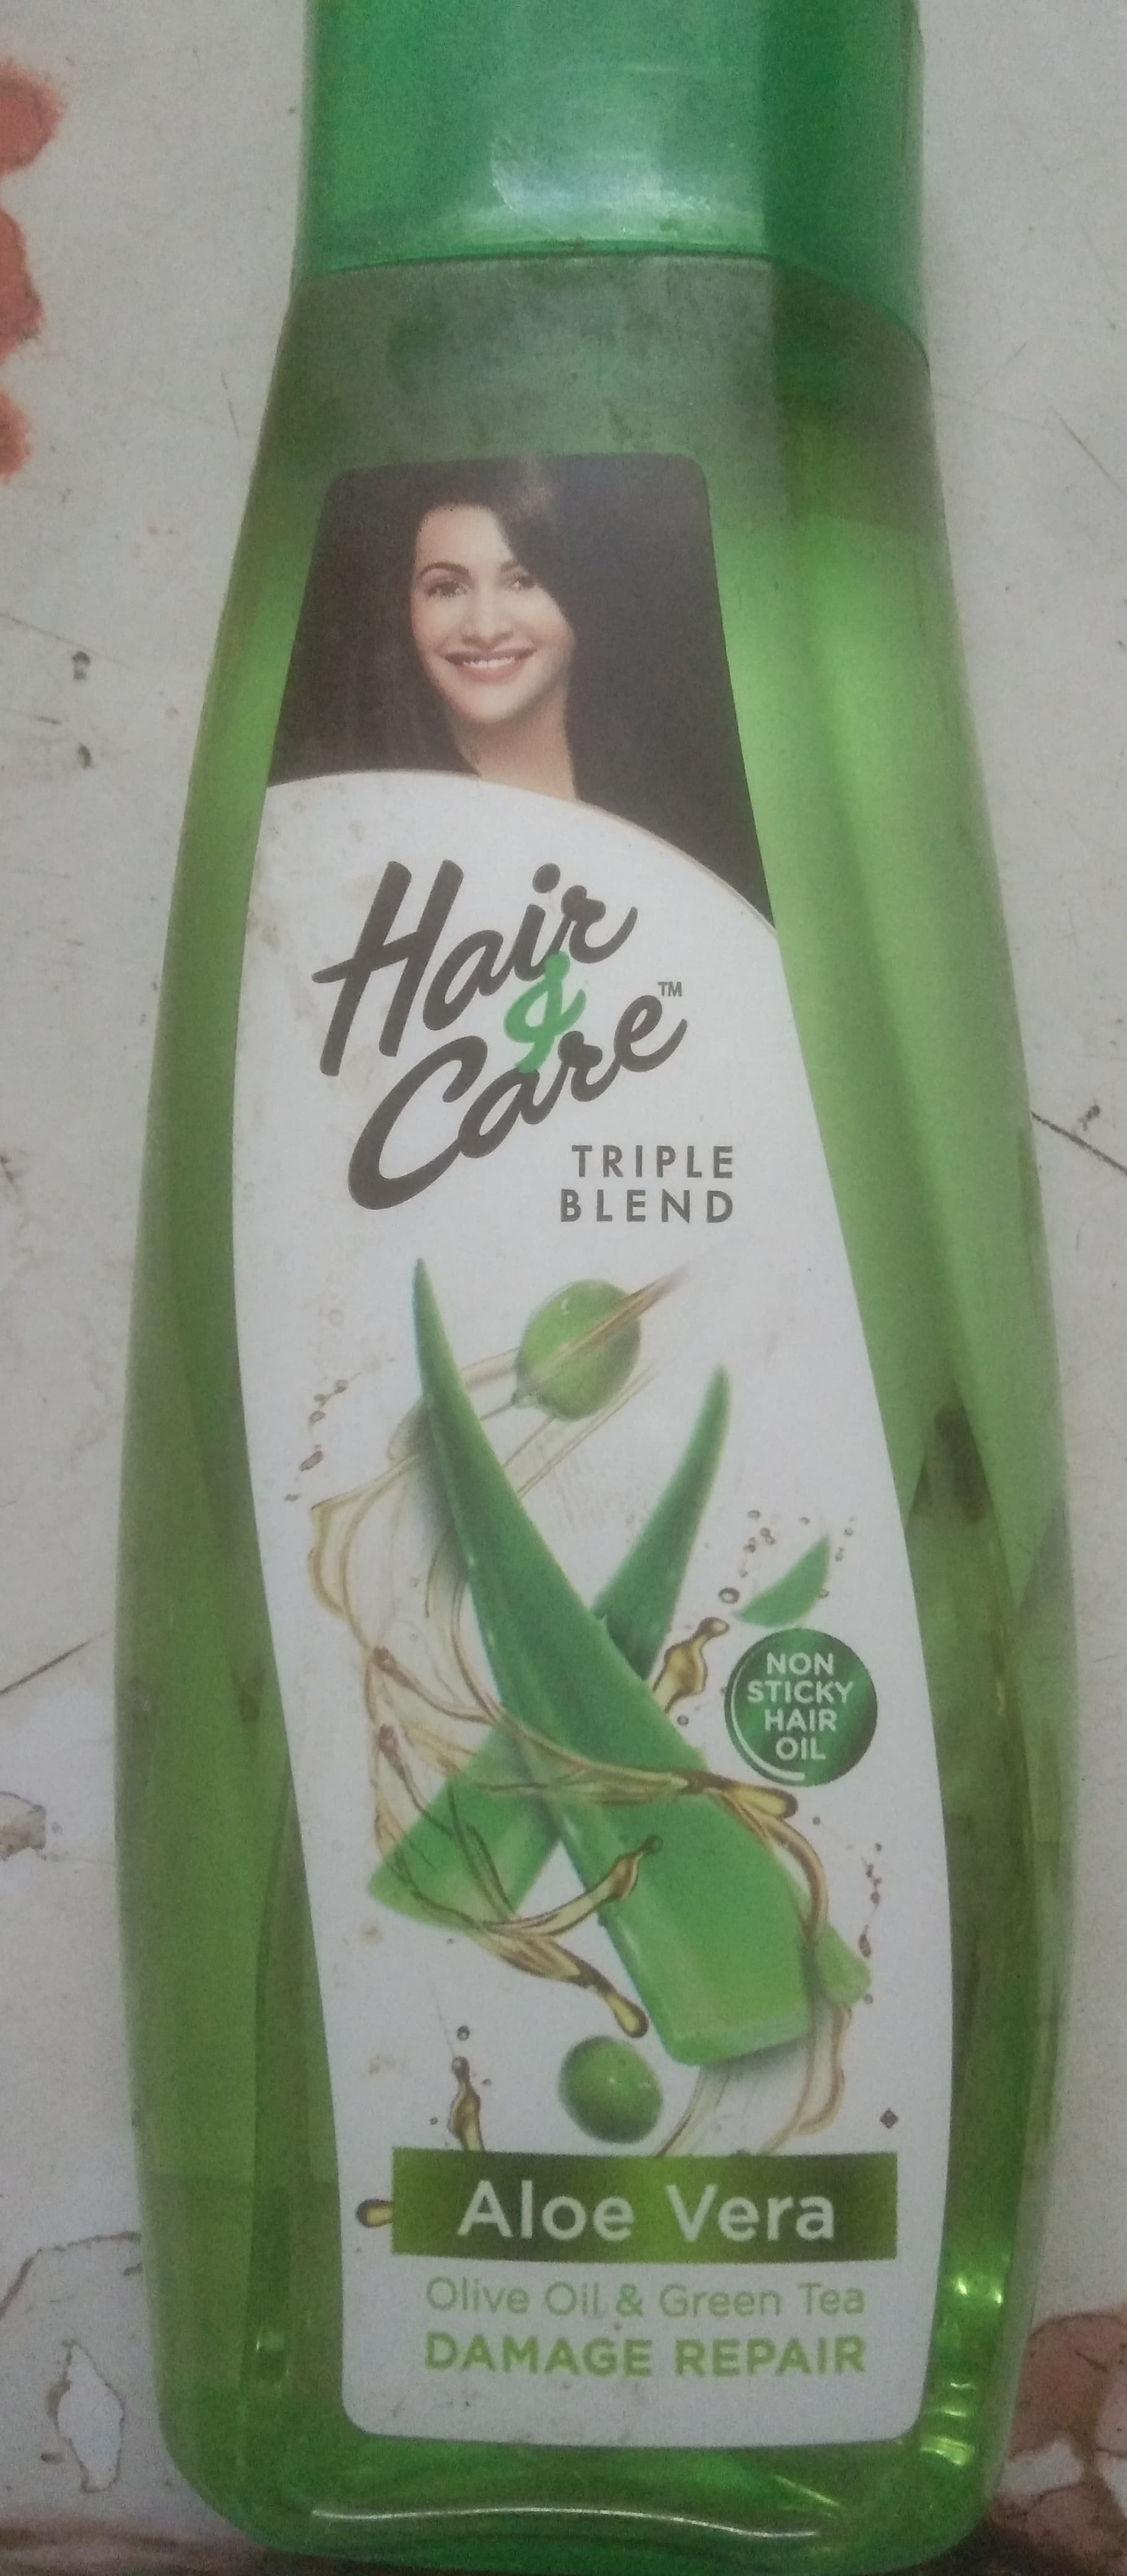 Hair
&
Care™
TRIPLE
BLEND
NON
STICKY
HAIR
OIL
Aloe Vera
Olive Oil & Green Tea
DAMAGE REPAIR